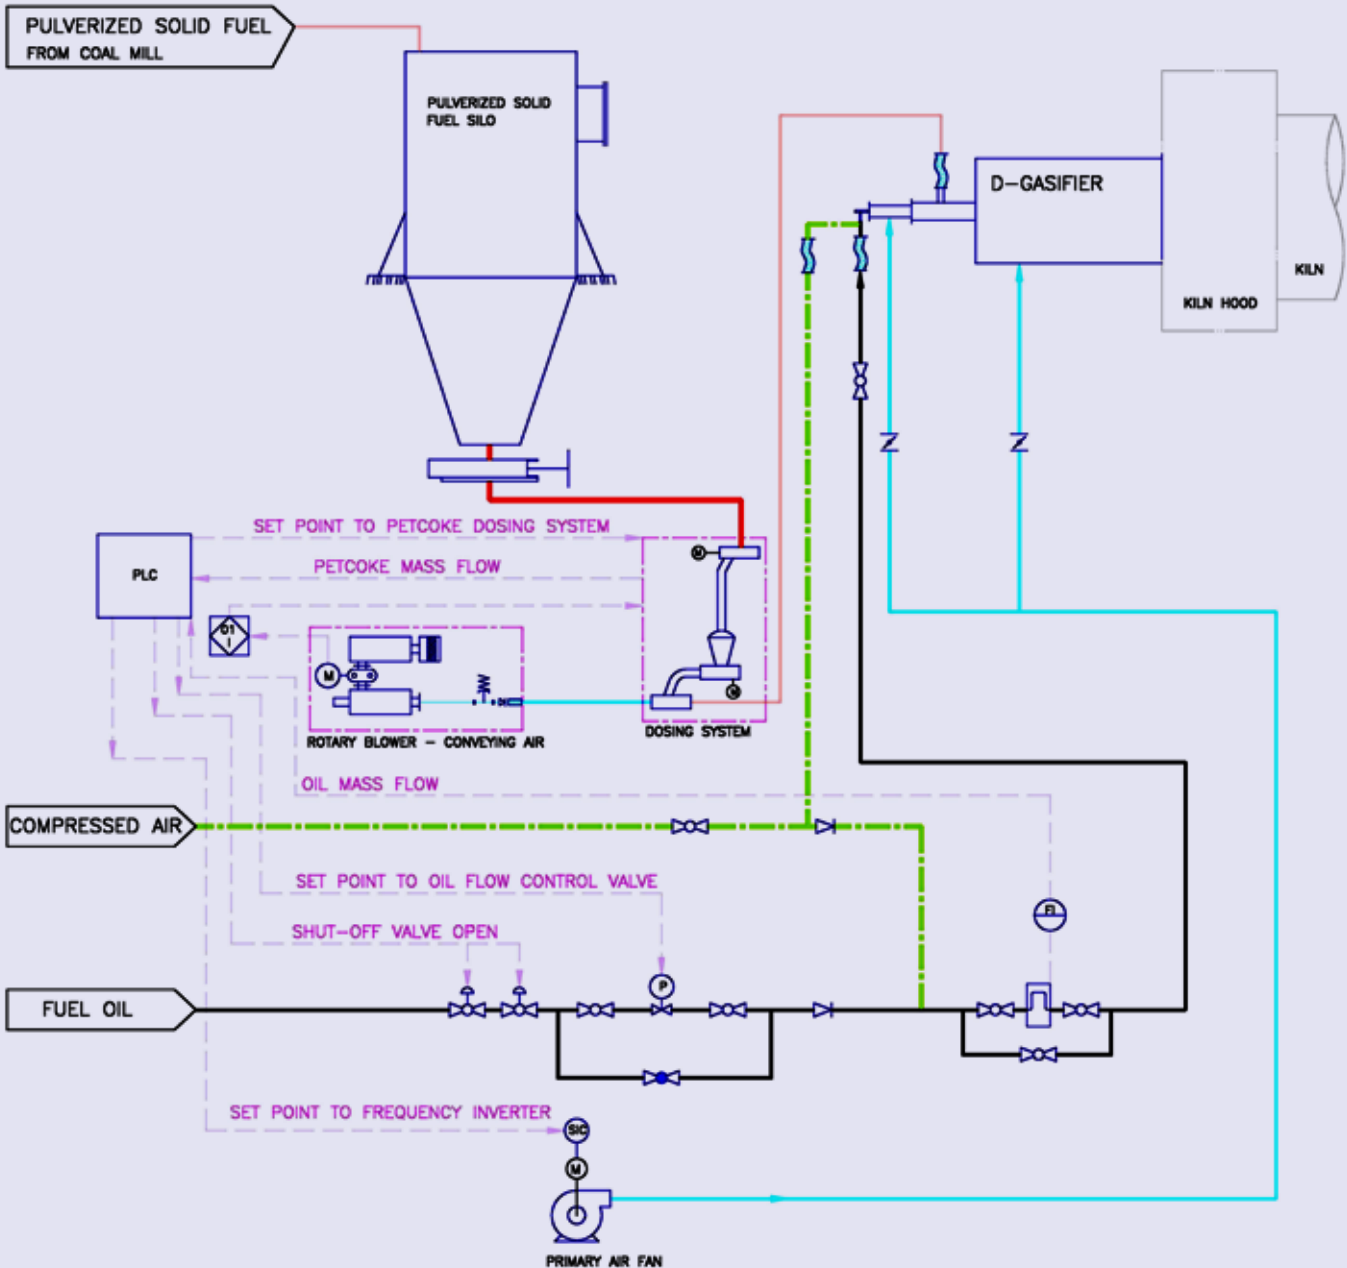 PULVERIZED SOLID FUEL
FROM COAL MILL
PULVERIZED SOLID
FUEL SILO
D-GASIFIER
KILN
KILN HOOD
SET POINT TO PETCOKE DOSING SYSTEM
M
PETCOKE MASS FLOW
PLC
01
I
M
M
DOSING SYSTEM
ROTARY BLOWER - CONVEYING AIR
OIL MASS FLOW
COMPRESSED AIR
SET POINT TO OIL FLOW CONTROL VALVE
FI
SHUT-OFF VALVE OPEN
P
FUEL OIL
SET POINT TO FREQUENCY INVERTER
SIC
M
PRIMARY AIR FAN